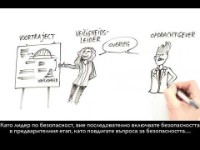 VOORTRAJECT
VEILIGHEIDS-
LEIDER
OPDRACHTGEVER
Като лидер по безопасност, вие последователно включвате безопасността
в предварителния етап, като повдигате въпроса за безопасността....